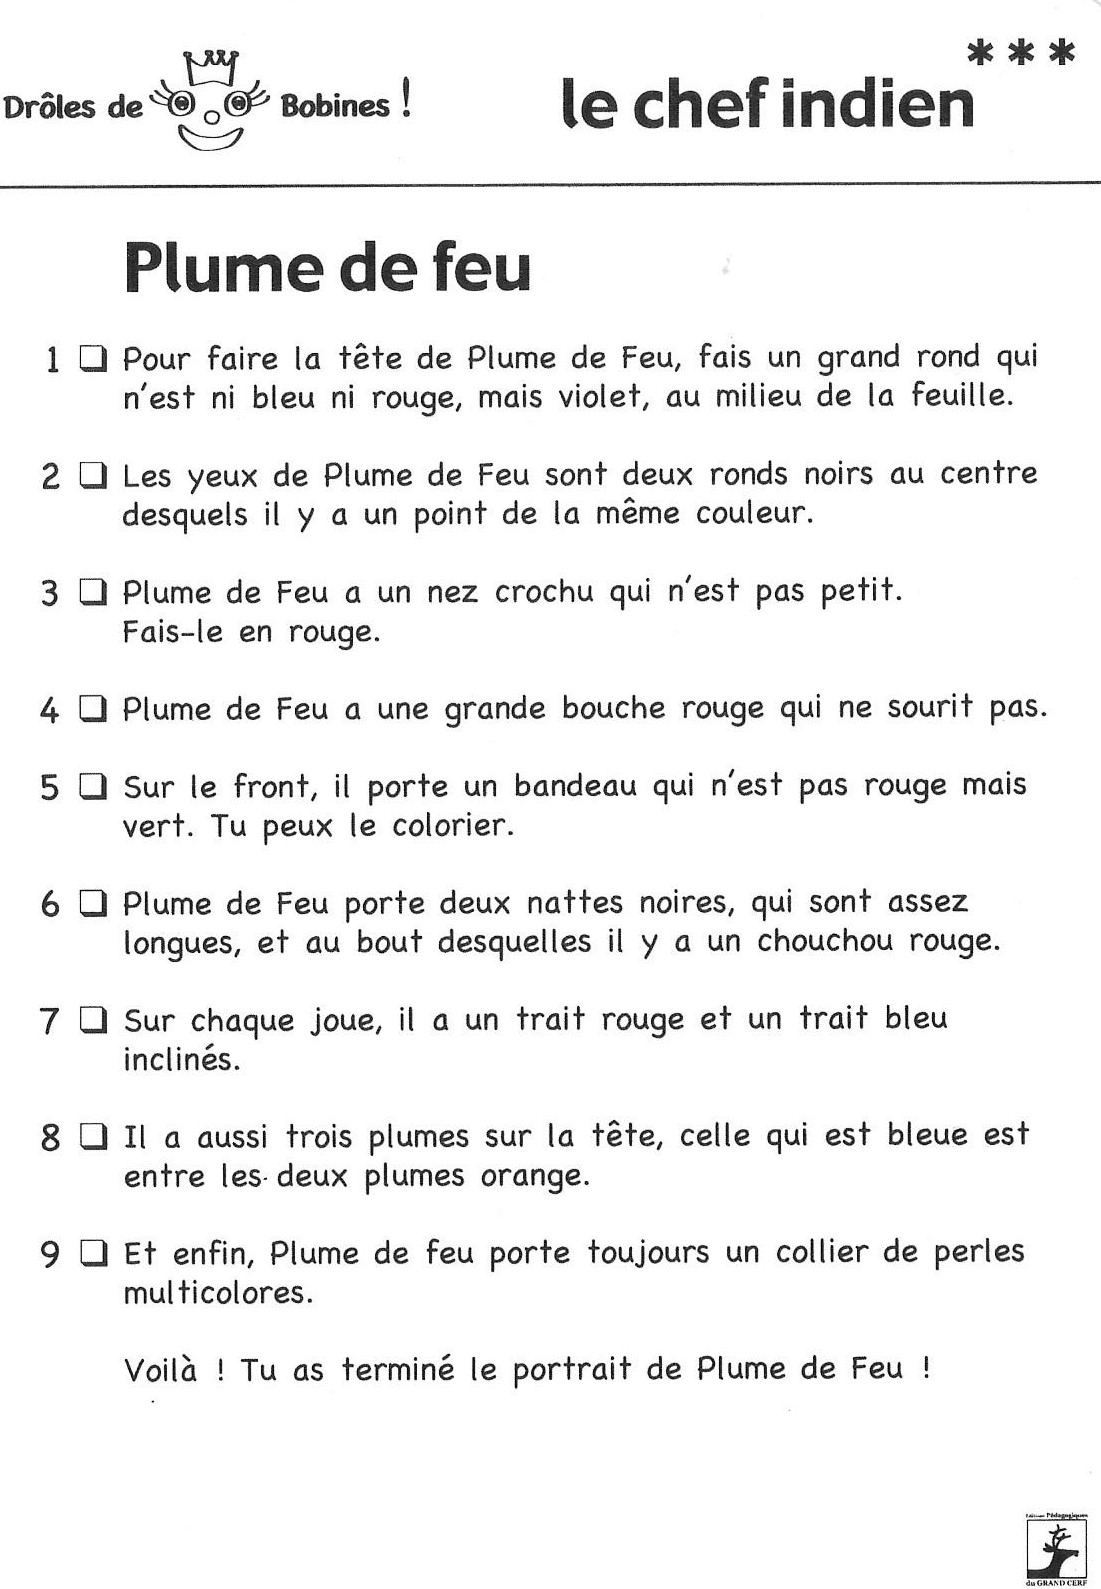 * * *
Drôles de Bobines !
le chef indien
Plume de feu
1 ❏ Pour faire la tête de Plume de Feu, fais un grand rond qui
n'est ni bleu ni rouge, mais violet, au milieu de la feuille.
2 ❏ Les yeux de Plume de Feu sont deux ronds noirs au centre
desquels il y a un point de la même couleur.
3 ❏ Plume de Feu a un nez crochu qui n'est pas petit.
Fais-le en rouge.
4 ❏ Plume de Feu a une grande bouche rouge qui ne sourit pas.
5 ❏ Sur le front, il porte un bandeau qui n'est pas rouge mais
vert. Tu peux le colorier.
6 ❏ Plume de Feu porte deux nattes noires, qui sont assez
longues, et au bout desquelles il y a un chouchou rouge.
7 ❏ Sur chaque joue, il a un trait rouge et un trait bleu
inclinés.
8 ❏ Il a aussi trois plumes sur la tête, celle qui est bleue est
entre les deux plumes orange.
9 ❏ Et enfin, Plume de feu porte toujours un collier de perles
multicolores.
Voilà ! Tu as terminé le portrait de Plume de Feu !
Editions Pédagogiques
du GRAND CERF